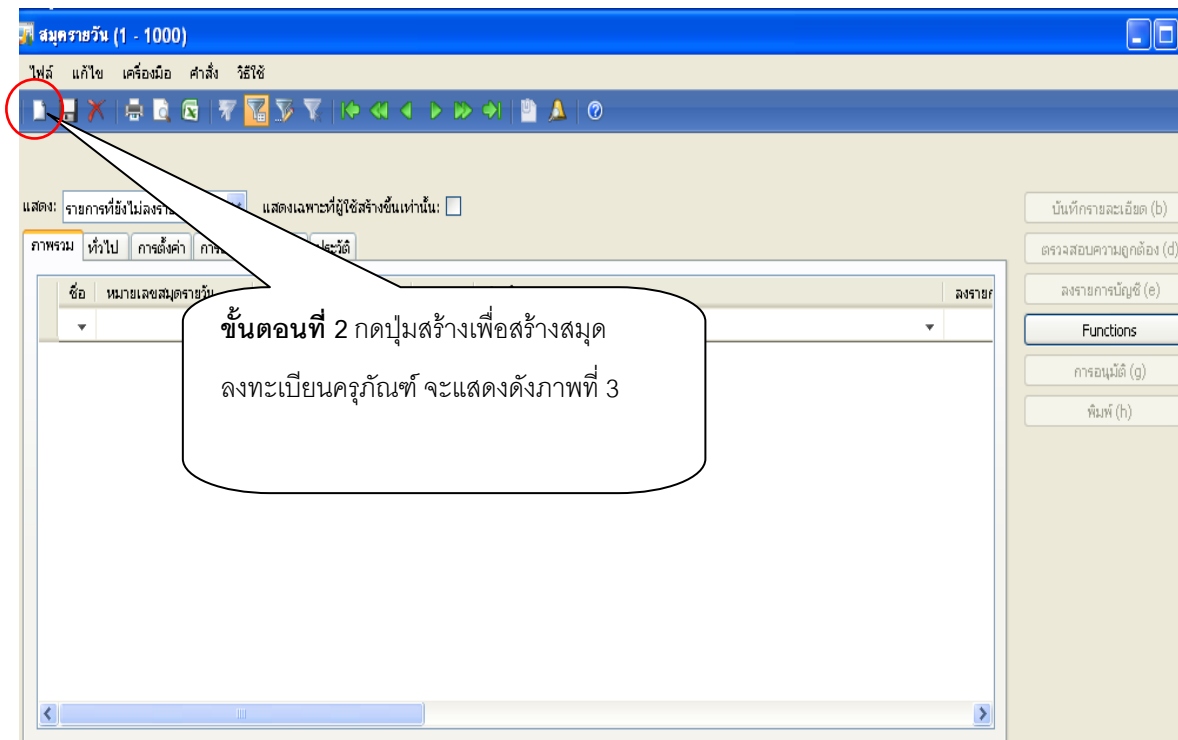 สมุดรายวัน (1 - 1000)
ไฟล์ แก้ไข เครื่องมือ คำสั่ง วิธีใช้
แสดง: รายการที่ยังไม่ลงราย แสดงเฉพาะที่ผู้ใช้สร้างขึ้นเท่านั้น:
ภาพรวม ทั่วไป การตั้งค่า ประวัติ
ชื่อ หมายเลขสมุดรายวัน ลงรายก
ขั้นตอนที่ 2 กดปุ่มสร้างเพื่อสร้างสมุด
ลงทะเบียนครุภัณฑ์ จะแสดงดังภาพที่ 3
บันทึกรายละเอียด (b)
ตรวจสอบความถูกต้อง (d)
ลงรายการบัญชี (e)
Functions
การอนุมัติ (g)
พิมพ์ (h)